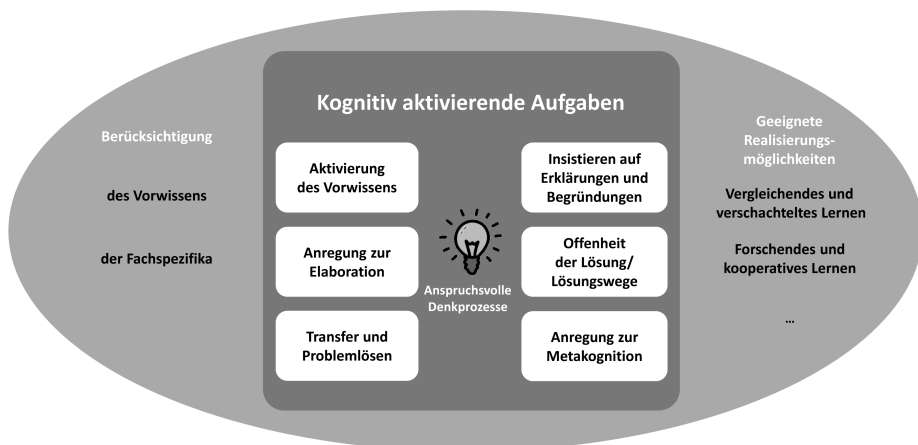 Kognitiv aktivierende Aufgaben
Berücksichtigung
des Vorwissens
der Fachspezifika
Aktivierung
des Vorwissens
Anregung zur
Elaboration
Transfer und
Problemlösen
Anspruchsvolle
Denkprozesse
Insistieren auf
Erklärungen und
Begründungen
Offenheit
der Lösung/
Lösungswege
Anregung zur
Metakognition
Geeignete
Realisierungs-
möglichkeiten
Vergleichendes und
verschachteltes Lernen
Forschendes und
kooperatives Lernen
...